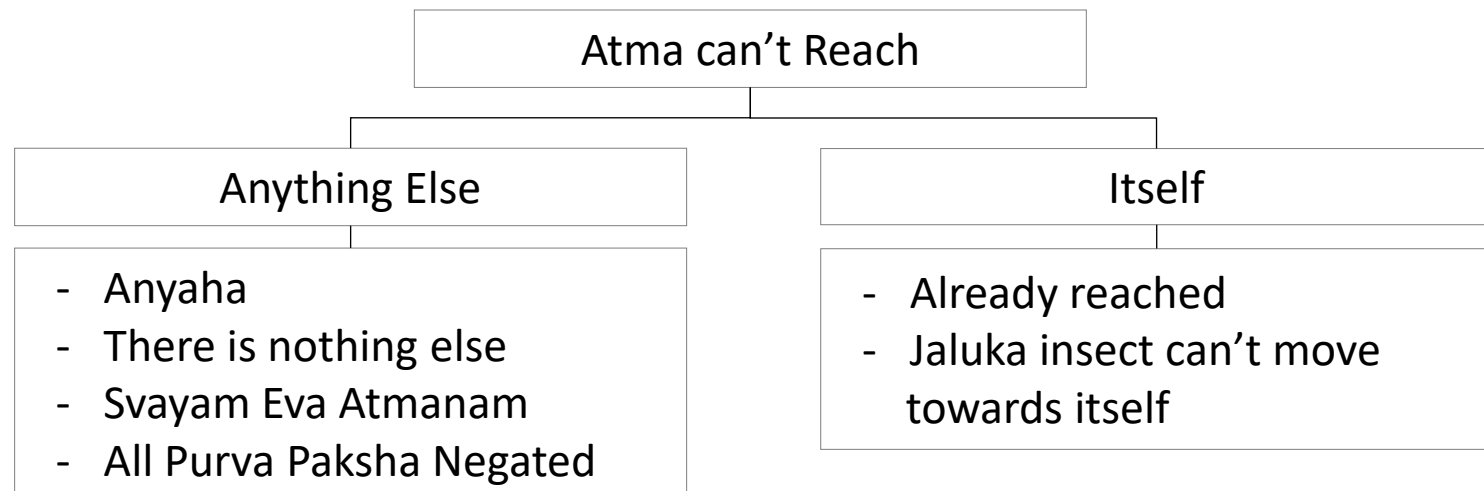 Atma can’t Reach
Anything Else
- Anyaha
- There is nothing else
- Svayam Eva Atmanam
- All Purva Paksha Negated
Itself
- Already reached
- Jaluka insect can’t move
towards itself